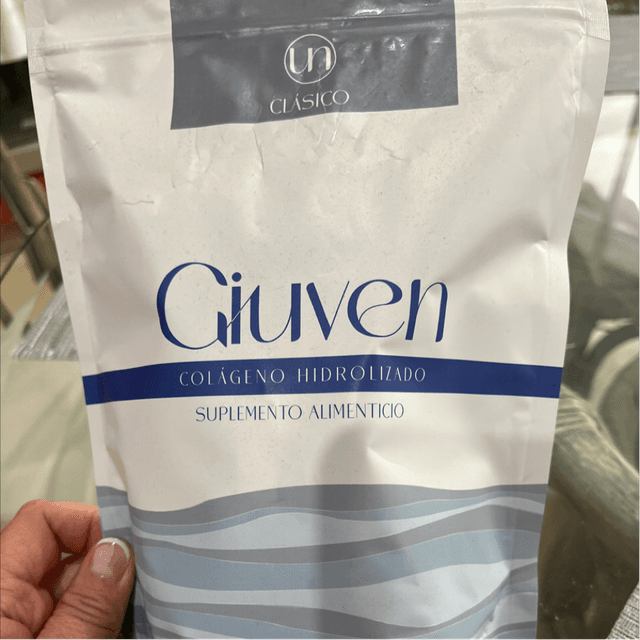 un
CLÁSICO
Giuven
COLÁGENO HIDROLIZADO
SUPLEMENTO ALIMENTICIO